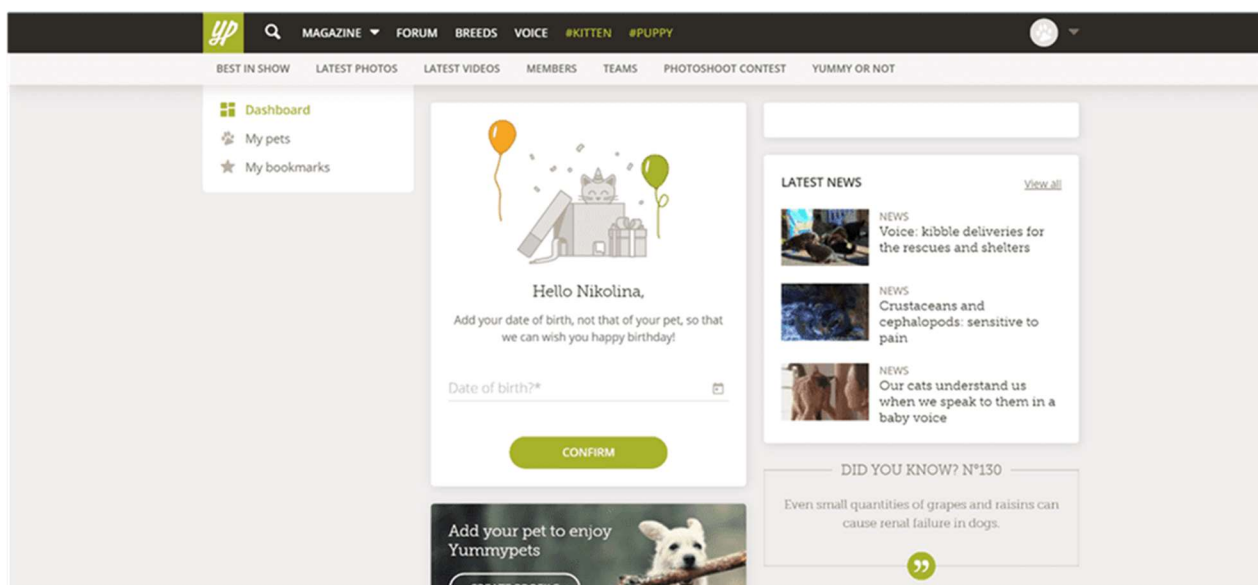 yp
MAGAZINE FORUM BREEDS VOICE #KITTEN #PUPPY
BEST IN SHOW LATEST PHOTOS LATEST VIDEOS MEMBERS TEAMS PHOTOSHOOT CONTEST YUMMY OR NOT
Dashboard
My pets
My bookmarks
Hello Nikolina,
Add your date of birth, not that of your pet, so that
we can wish you happy birthday!
Date of birth?*
CONFIRM
Add your pet to enjoy
Yummypets
CREATE PROFILE
LATEST NEWS View all
NEWS
Voice: kibble deliveries for
the rescues and shelters
NEWS
Crustaceans and
cephalopods: sensitive to
pain
NEWS
Our cats understand us
when we speak to them in a
baby voice
DID YOU KNOW? N°130
Even small quantities of grapes and raisins can
cause renal failure in dogs.